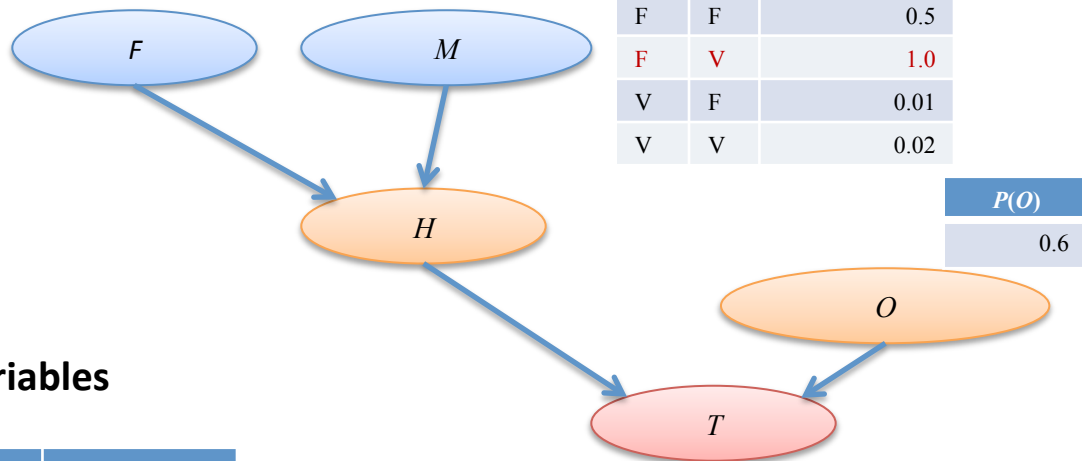 F F 0.5
F M
F V 1.0
V F 0.01
V V 0.02
P(O)
H
0.6
O
riables
T